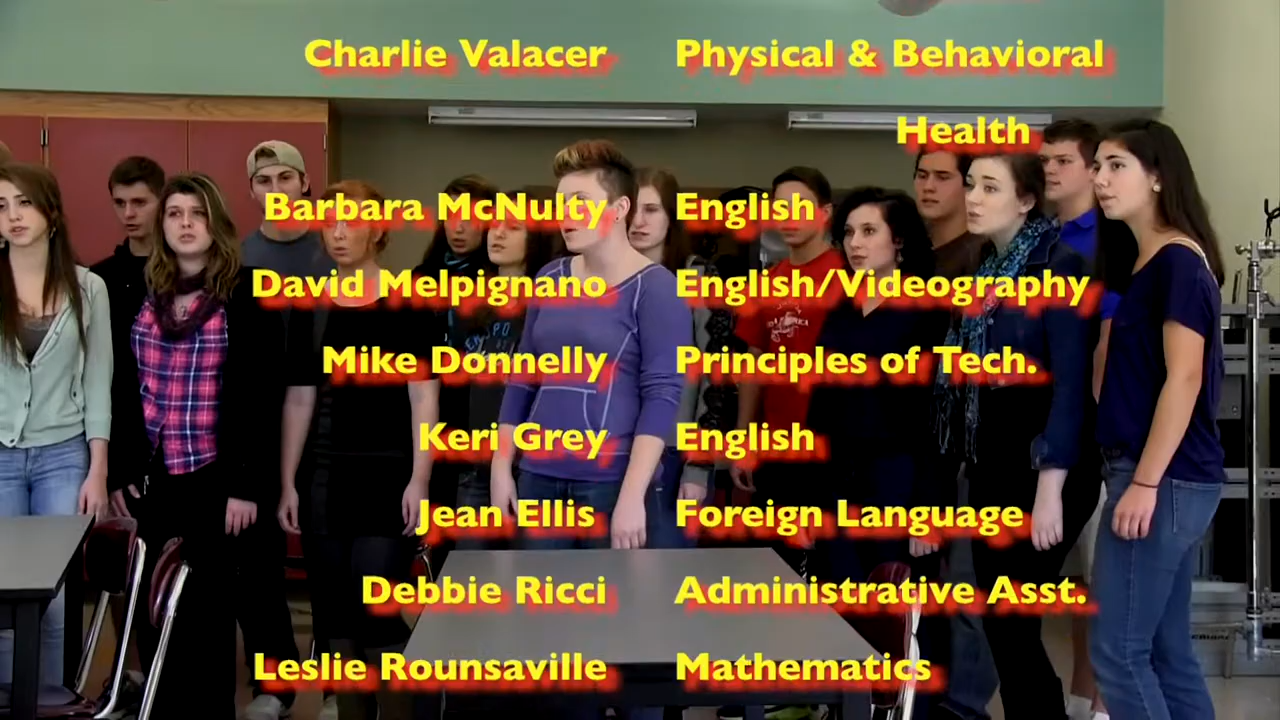 Charlie Valacer Physical & Behavioral
Health
Barbara McNulty English
David Melpignano English/Videography
Mike Donnelly Principles of Tech.
Keri Grey English
Jean Ellis Foreign Language
Debbie Ricci Administrative Asst.
Leslie Rounsaville Mathematics